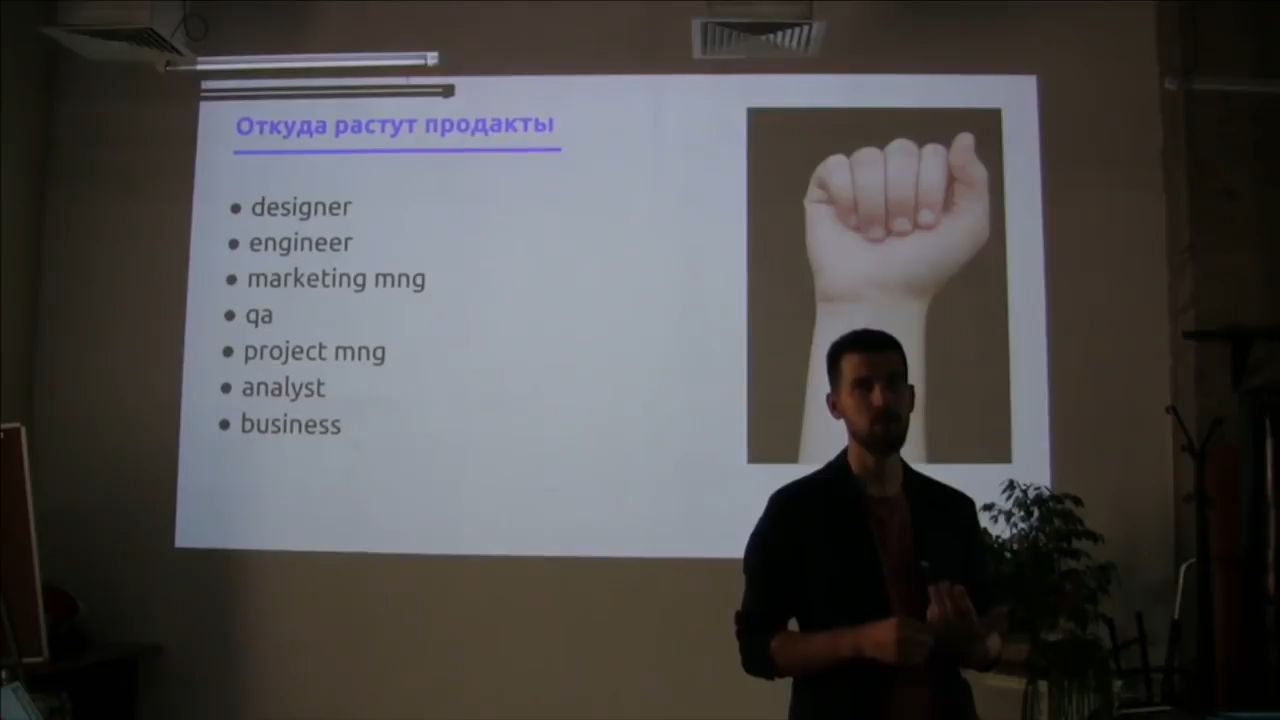 Откуда растут продакты
designer
engineer
marketing mng
qa
project mng
analyst
business